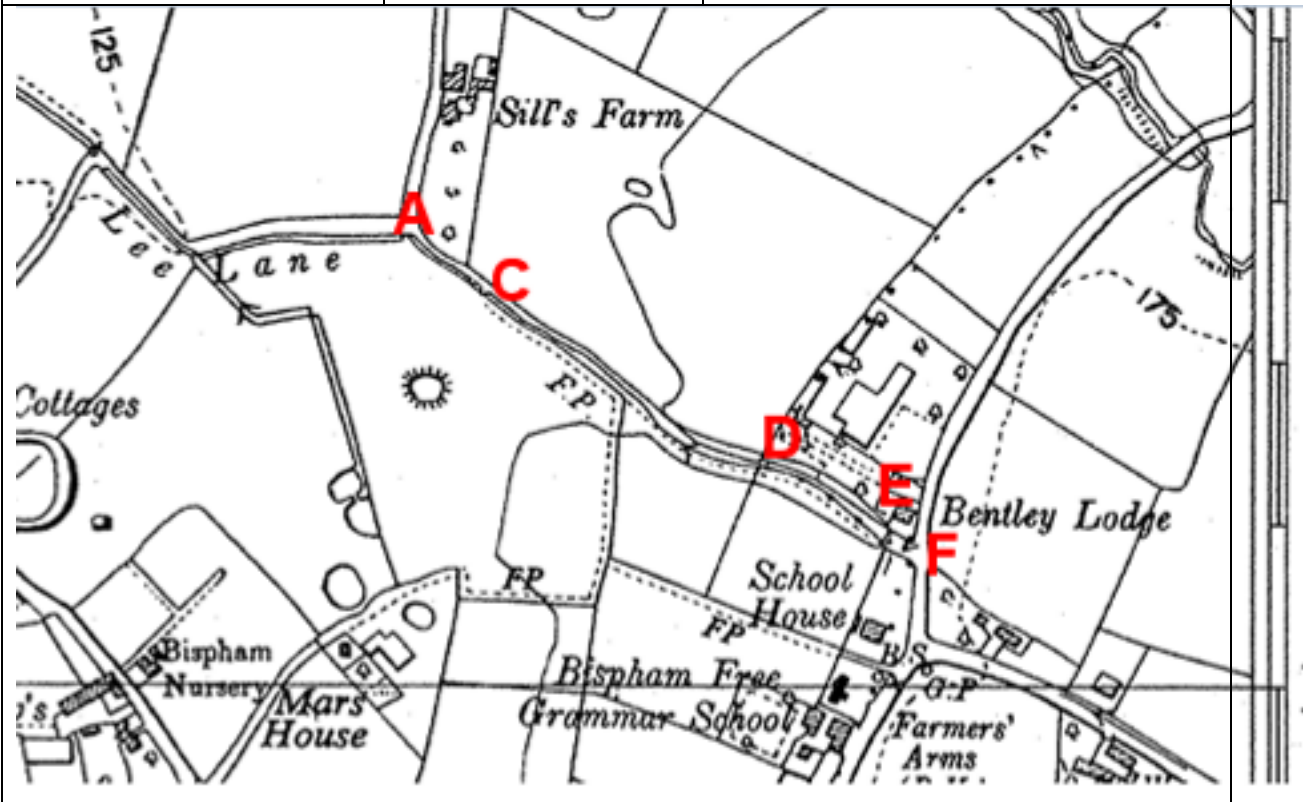 125
Sill's Farm
A
Lee Lane
C
175
F.P.
Cottages
D
E
Bentley Lodge
F
School
House
FP
FP
B.S.
Bispham
Nursery
Bispham Free
Grammar School
G.P
Mars
House
Farmers'
Arms